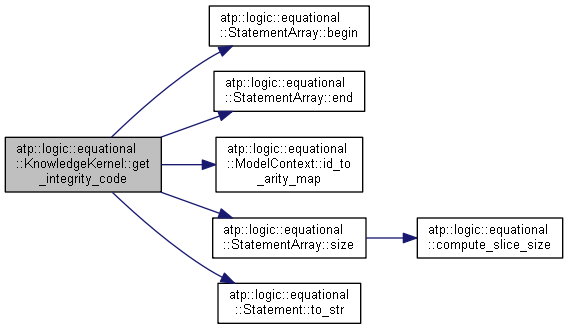 atp::logic::equational
::StatementArray::begin
atp::logic::equational
::StatementArray::end
atp::logic::equational
::KnowledgeKernel::get
_integrity_code
atp::logic::equational
::ModelContext::id_to
_arity_map
atp::logic::equational
::StatementArray::size
atp::logic::equational
::compute_slice_size
atp::logic::equational
::Statement::to_str